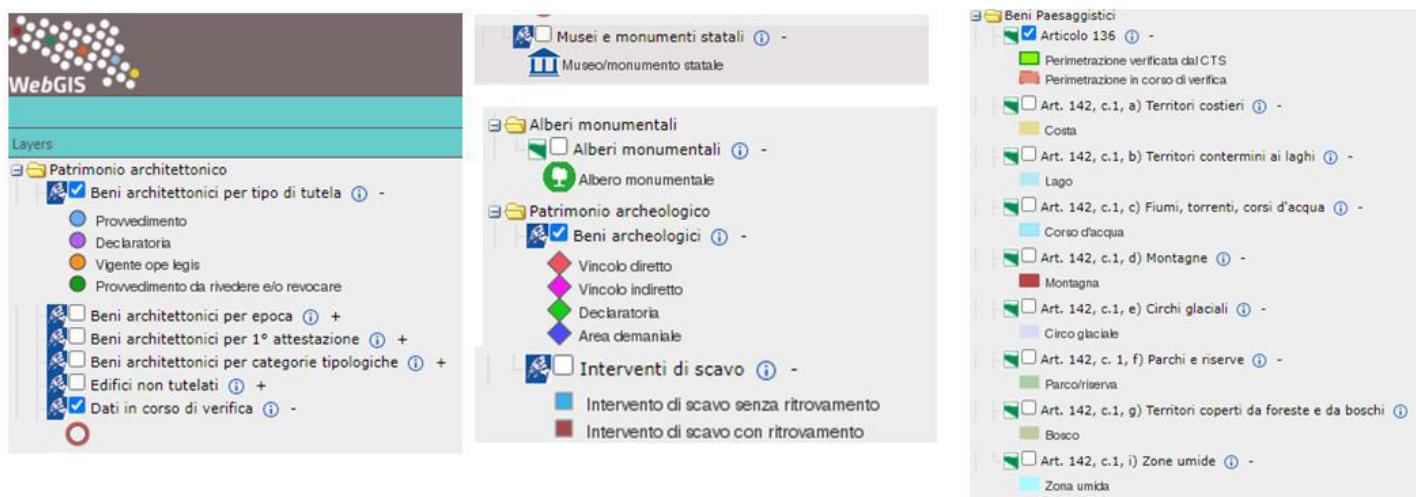 WebGIS
Layers
Patrimonio architettonico
Beni architettonici per tipo di tutela -
Provvedimento
Declaratoria
Vigente ope legis
Provvedimento da rivedere e/o revocare
Beni architettonici per epoca +
Beni architettonici per 1° attestazione +
Beni architettonici per categorie tipologiche +
Edifici non tutelati +
Dati in corso di verifica -
Musei e monumenti statali -
Museo/monumento statale
Alberi monumentali
Alberi monumentali -
Albero monumentale
Patrimonio archeologico
Beni archeologici -
Vincolo diretto
Vincolo indiretto
Declaratoria
Area demaniale
Interventi di scavo -
Intervento di scavo senza ritrovamento
Intervento di scavo con ritrovamento
Beni Paesaggistici
Articolo 136 -
Perimetrazione verificata dal CTS
Perimetrazione in corso di verifica
Art. 142, c.1, a) Territori costieri -
Costa
Art. 142, c.1, b) Territori contermini ai laghi -
Lago
Art. 142, c.1, c) Fiumi, torrenti, corsi d'acqua -
Corso d'acqua
Art. 142, c.1, d) Montagne -
Montagna
Art. 142, c.1, e) Circhi glaciali -
Circo glaciale
Art. 142, c. 1, f) Parchi e riserve -
Parco/riserva
Art. 142, c.1, g) Territori coperti da foreste e da boschi
Bosco
Art. 142, c.1, i) Zone umide -
Zona umida